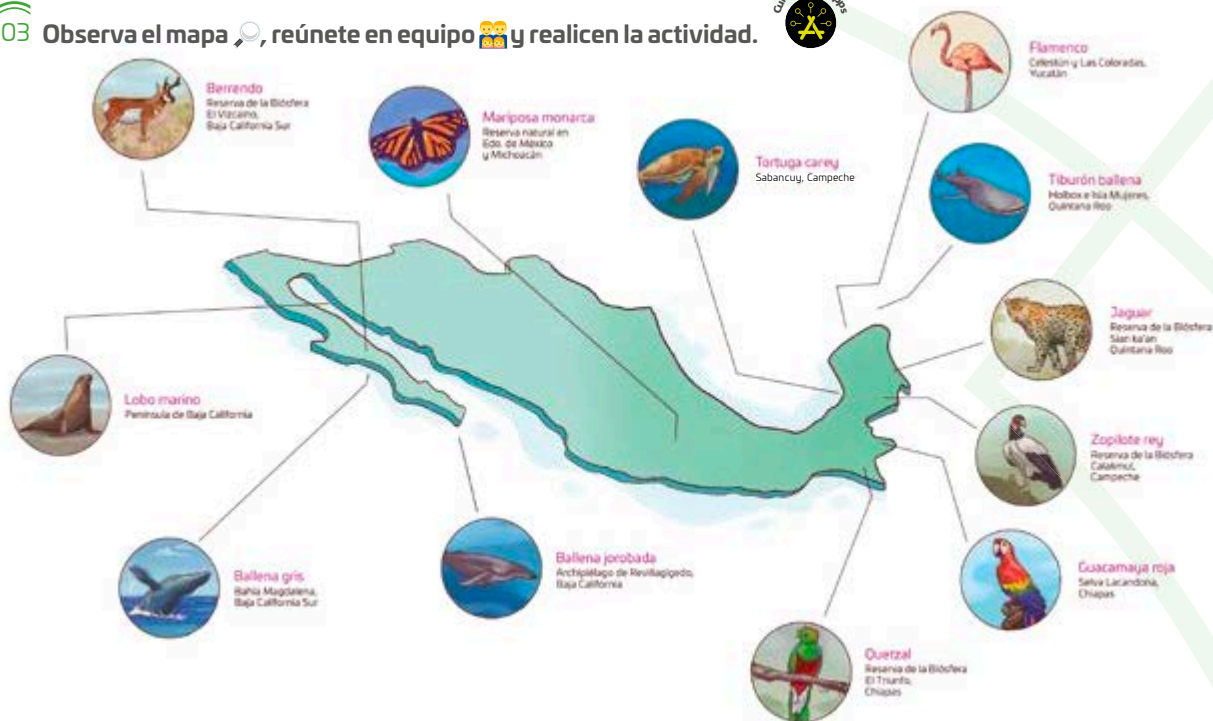 03 Observa el mapa 🔎, reúnete en equipo 👨‍👩‍👧‍👦 y realicen la actividad.
Berrendo
Reserva de la Biósfera
El Vizcaíno,
Baja California Sur
Mariposa monarca
Reserva natural en
Edo. de México
y Michoacán
Tortuga carey
Sabancuy, Campeche
Flamenco
Celestún y Las Coloradas,
Yucatán
Tiburón ballena
Holbox e Isla Mujeres,
Quintana Roo
Jaguar
Reserva de la Biósfera
Sian ka'an
Quintana Roo
Lobo marino
Península de Baja California
Zopilote rey
Reserva de la Biósfera
Calakmul,
Campeche
Ballena gris
Bahía Magdalena,
Baja California Sur
Ballena jorobada
Archipiélago de Revillagigedo,
Baja California
Guacamaya roja
Selva Lacandona,
Chiapas
Quetzal
Reserva de la Biósfera
El Triunfo,
Chiapas